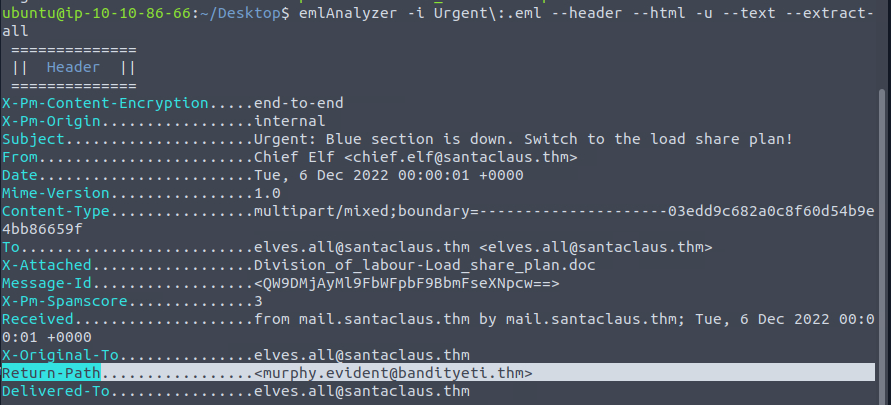 ubuntu@ip-10-10-86-66:~/Desktop$ emlAnalyzer -i Urgent\:.eml --header --html -u --text --extract-
all
==============
||  Header  ||
==============
X-Pm-Content-Encryption.....end-to-end
X-Pm-Origin.................internal
Subject.....................Urgent: Blue section is down. Switch to the load share plan!
From........................Chief Elf <chief.elf@santaclaus.thm>
Date........................Tue, 6 Dec 2022 00:00:01 +0000
Mime-Version................1.0
Content-Type................multipart/mixed;boundary=---------------------03edd9c682a0c8f60d54b9e
4bb86659f
To..........................elves.all@santaclaus.thm <elves.all@santaclaus.thm>
X-Attached..................Division_of_labour-Load_share_plan.doc
Message-Id..................<QW9DMjAyMl9FbWFpbF9BbmFseXNpcw==>
X-Pm-Spamscore..............3
Received....................from mail.santaclaus.thm by mail.santaclaus.thm; Tue, 6 Dec 2022 00:0
0:01 +0000
X-Original-To...............elves.all@santaclaus.thm
Return-Path.................<murphy.evident@bandityeti.thm>
Delivered-To................elves.all@santaclaus.thm